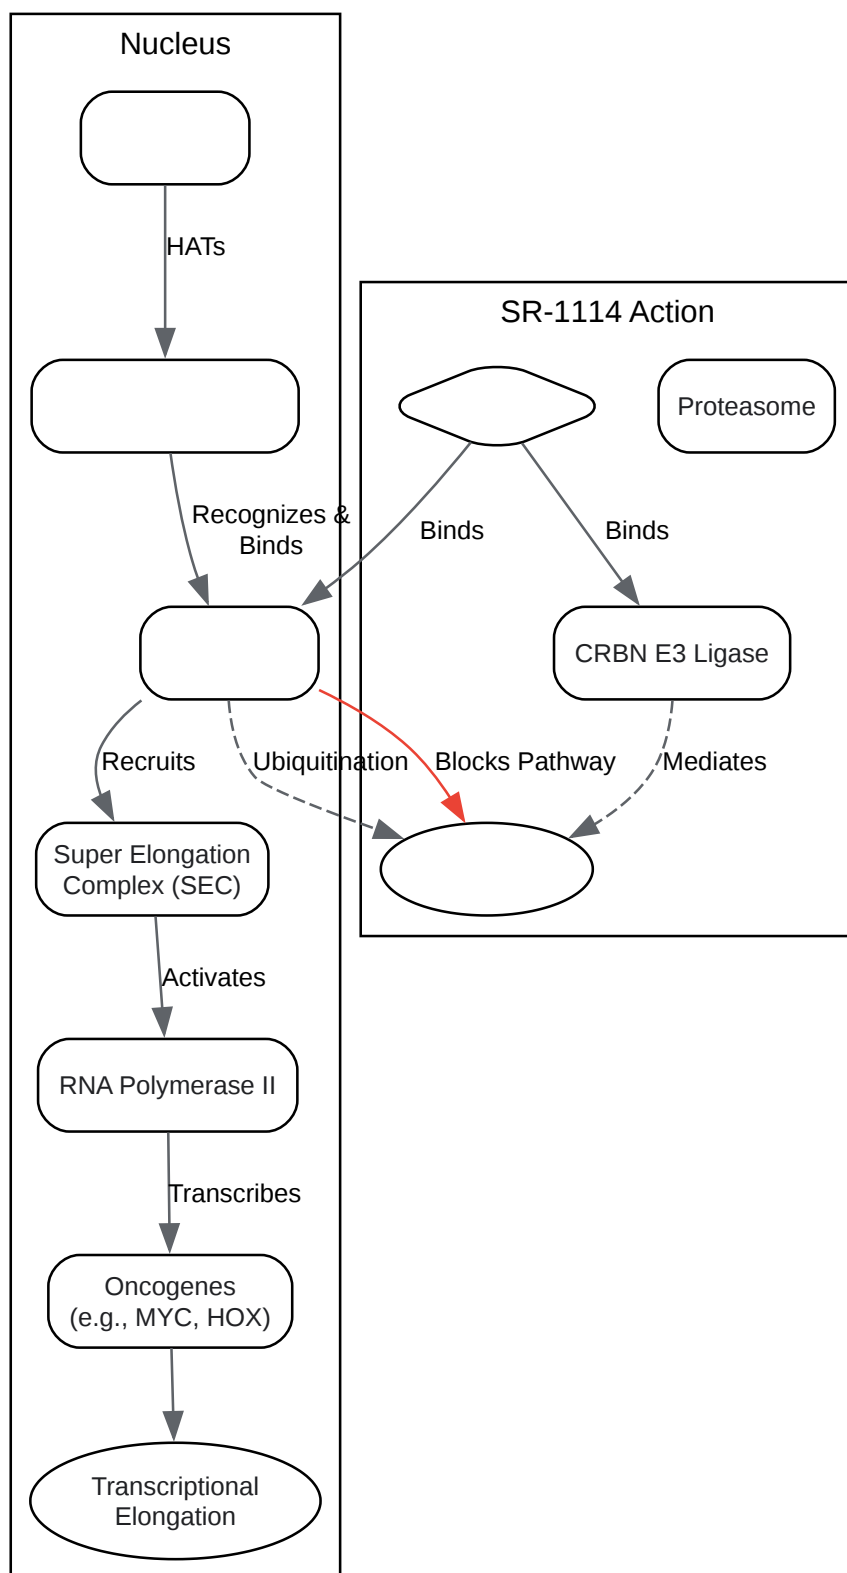 Nucleus
HATs
SR-1114 Action
Proteasome
Recognizes &
Binds
Binds
Binds
CRBN E3 Ligase
Recruits
Ubiquitination
Blocks Pathway
Mediates
Super Elongation
Complex (SEC)
Activates
RNA Polymerase II
Transcribes
Oncogenes
(e.g., MYC, HOX)
Transcriptional
Elongation